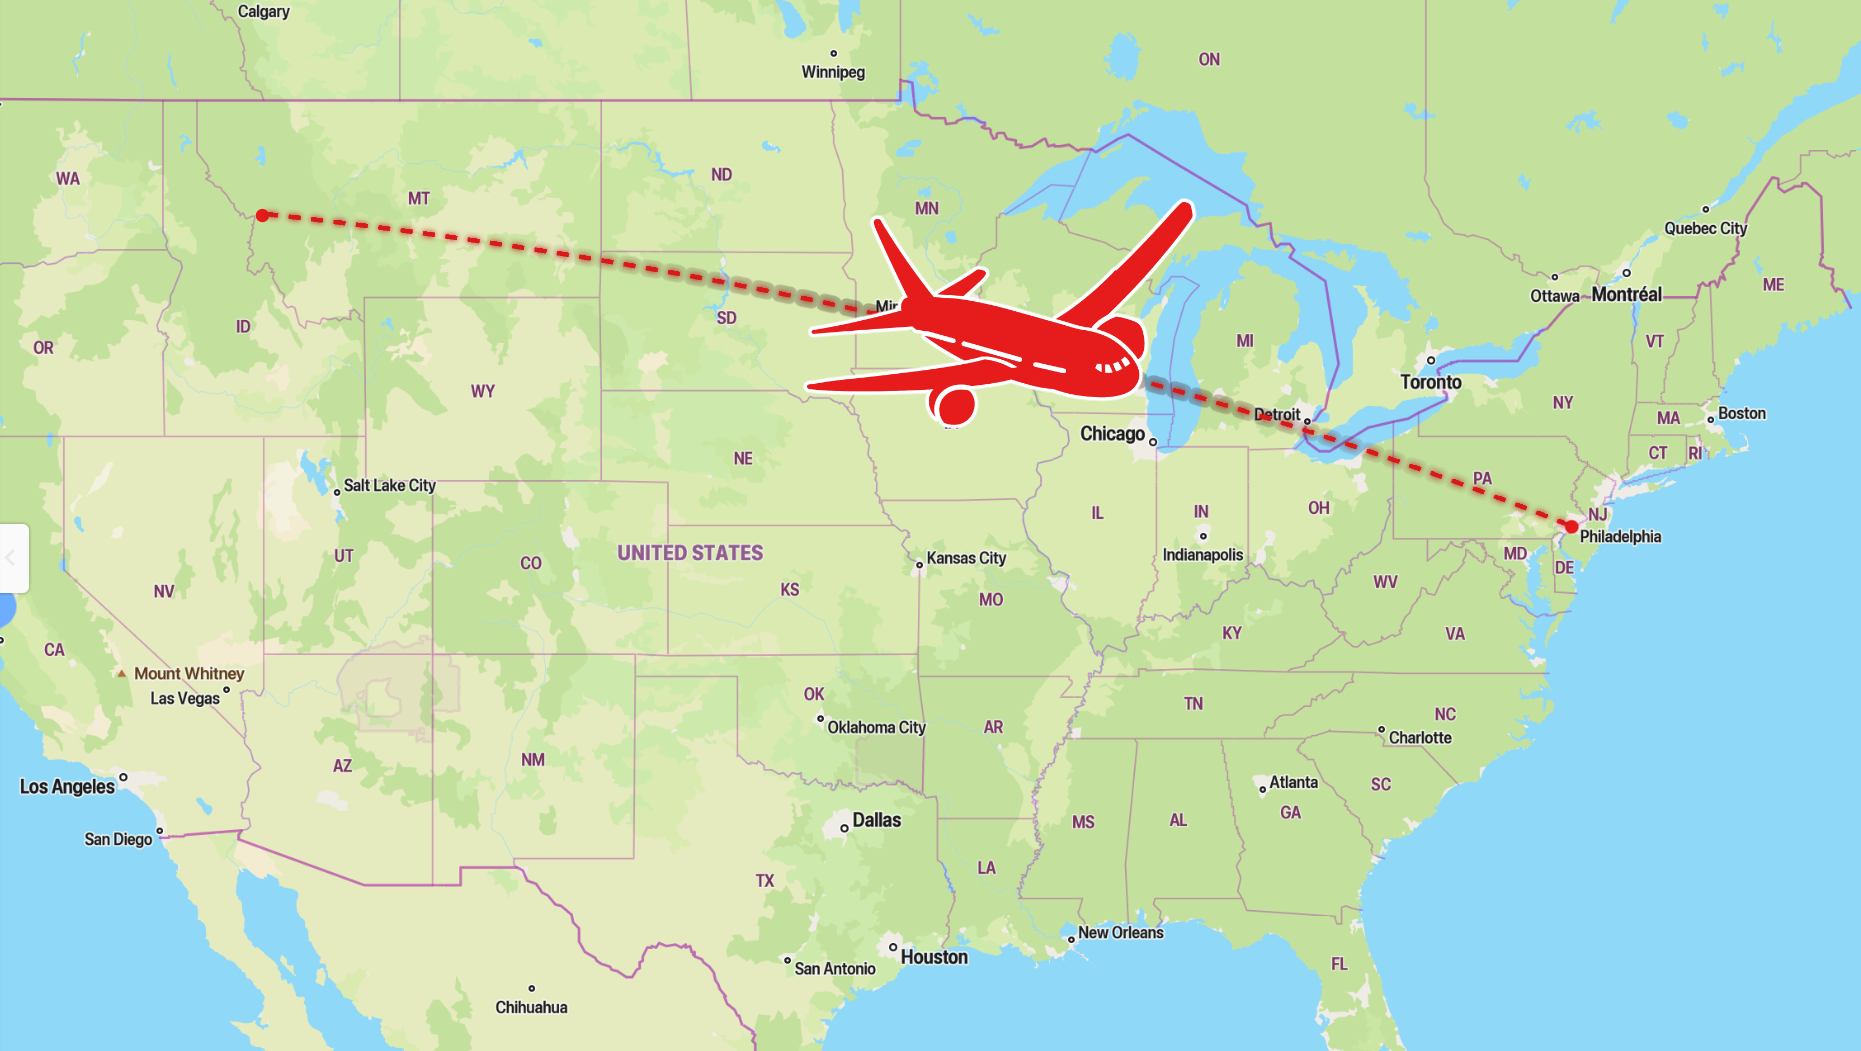 Calgary
Winnipeg
ON
WA
MT
ND
MN
Quebec City
Ottawa
Montréal
ME
OR
ID
SD
MI
VT
WY
Toronto
NY
Detroit
MA
Boston
Chicago
CT
RI
NE
PA
Salt Lake City
IL
IN
OH
NJ
Philadelphia
UT
CO
UNITED STATES
Kansas City
Indianapolis
MD
DE
NV
KS
MO
WV
CA
KY
VA
Mount Whitney
Las Vegas
OK
Oklahoma City
AR
TN
NC
Charlotte
Los Angeles
AZ
NM
Atlanta
SC
GA
San Diego
Dallas
MS
AL
TX
LA
New Orleans
Houston
San Antonio
FL
Chihuahua